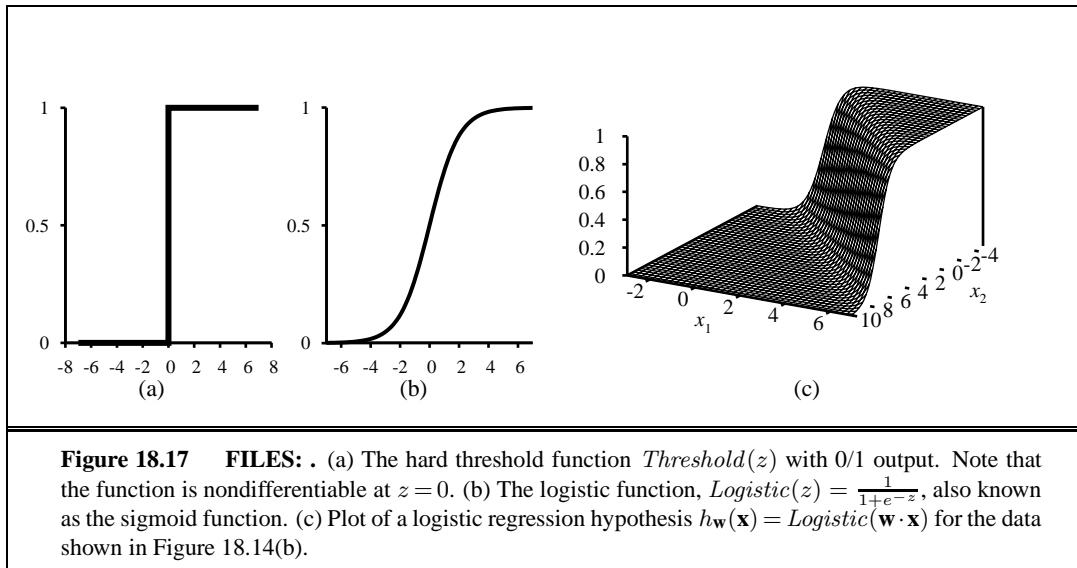 1
0.5
0
-8 -6 -4 -2 0 2 4 6 8
(a)
1
0.5
0
-6 -4 -2 0 2 4 6
(b)
1
0.8
0.6
0.4
0.2
0
-2 0 2 4 6
x1
-4
-2
0
2
4
6
8
10
x2
(c)
Figure 18.17 FILES: . (a) The hard threshold function Threshold(z) with 0/1 output. Note that
the function is nondifferentiable at z = 0. (b) The logistic function, Logistic(z) = 1/(1+e^−z), also known
as the sigmoid function. (c) Plot of a logistic regression hypothesis hw(x) = Logistic(w · x) for the data
shown in Figure 18.14(b).